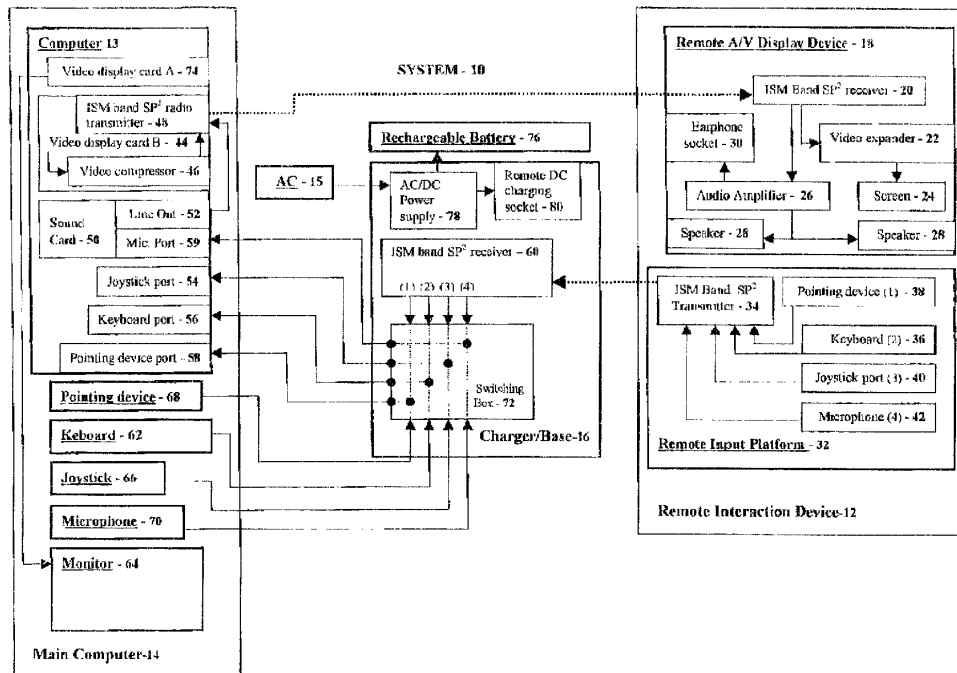 Computer 13
Video display card A - 74
ISM band SP² radio
transmitter - 48
Video display card B - 44
Video compressor - 46
Sound
Card - 50
Line Out - 52
Mic. Port - 59
Joystick port - 54
Keyboard port - 56
Pointing device port - 58
Pointing device - 68
Keboard - 62
Joystick - 66
Microphone - 70
Monitor - 64
Main Computer-14
SYSTEM - 10
Rechargeable Battery - 76
AC - 15
AC/DC
Power
supply - 78
Remote DC
charging
socket - 80
ISM band SP² receiver - 60
(1) (2) (3) (4)
Switching
Box - 72
Charger/Base-16
Remote A/V Display Device - 18
ISM Band SP² receiver - 20
Earphone
socket - 30
Video expander - 22
Audio Amplifier - 26
Screen - 24
Speaker - 28
Speaker - 28
ISM Band SP²
Transmitter - 34
Pointing device (1) - 38
Keyboard (2) - 36
Joystick port (3) - 40
Microphone (4) - 42
Remote Input Platform - 32
Remote Interaction Device-12